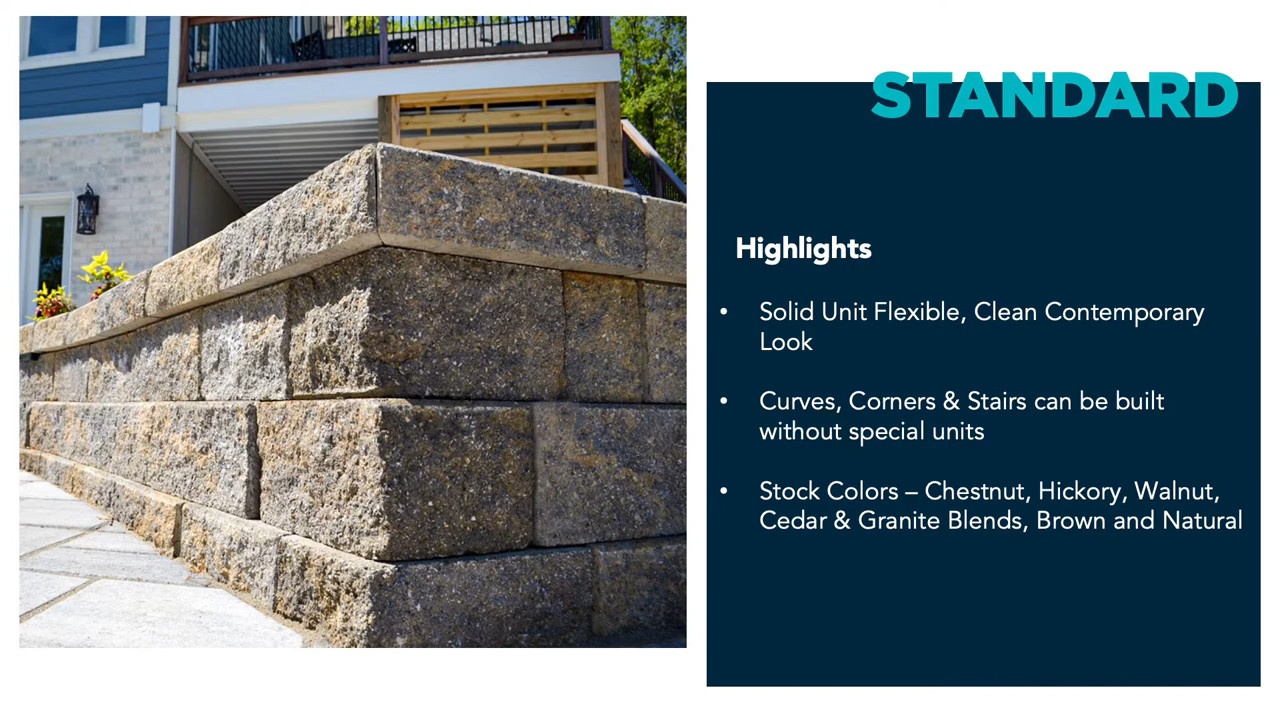 STANDARD
Highlights
• Solid Unit Flexible, Clean Contemporary
Look
• Curves, Corners & Stairs can be built
without special units
• Stock Colors – Chestnut, Hickory, Walnut,
Cedar & Granite Blends, Brown and Natural